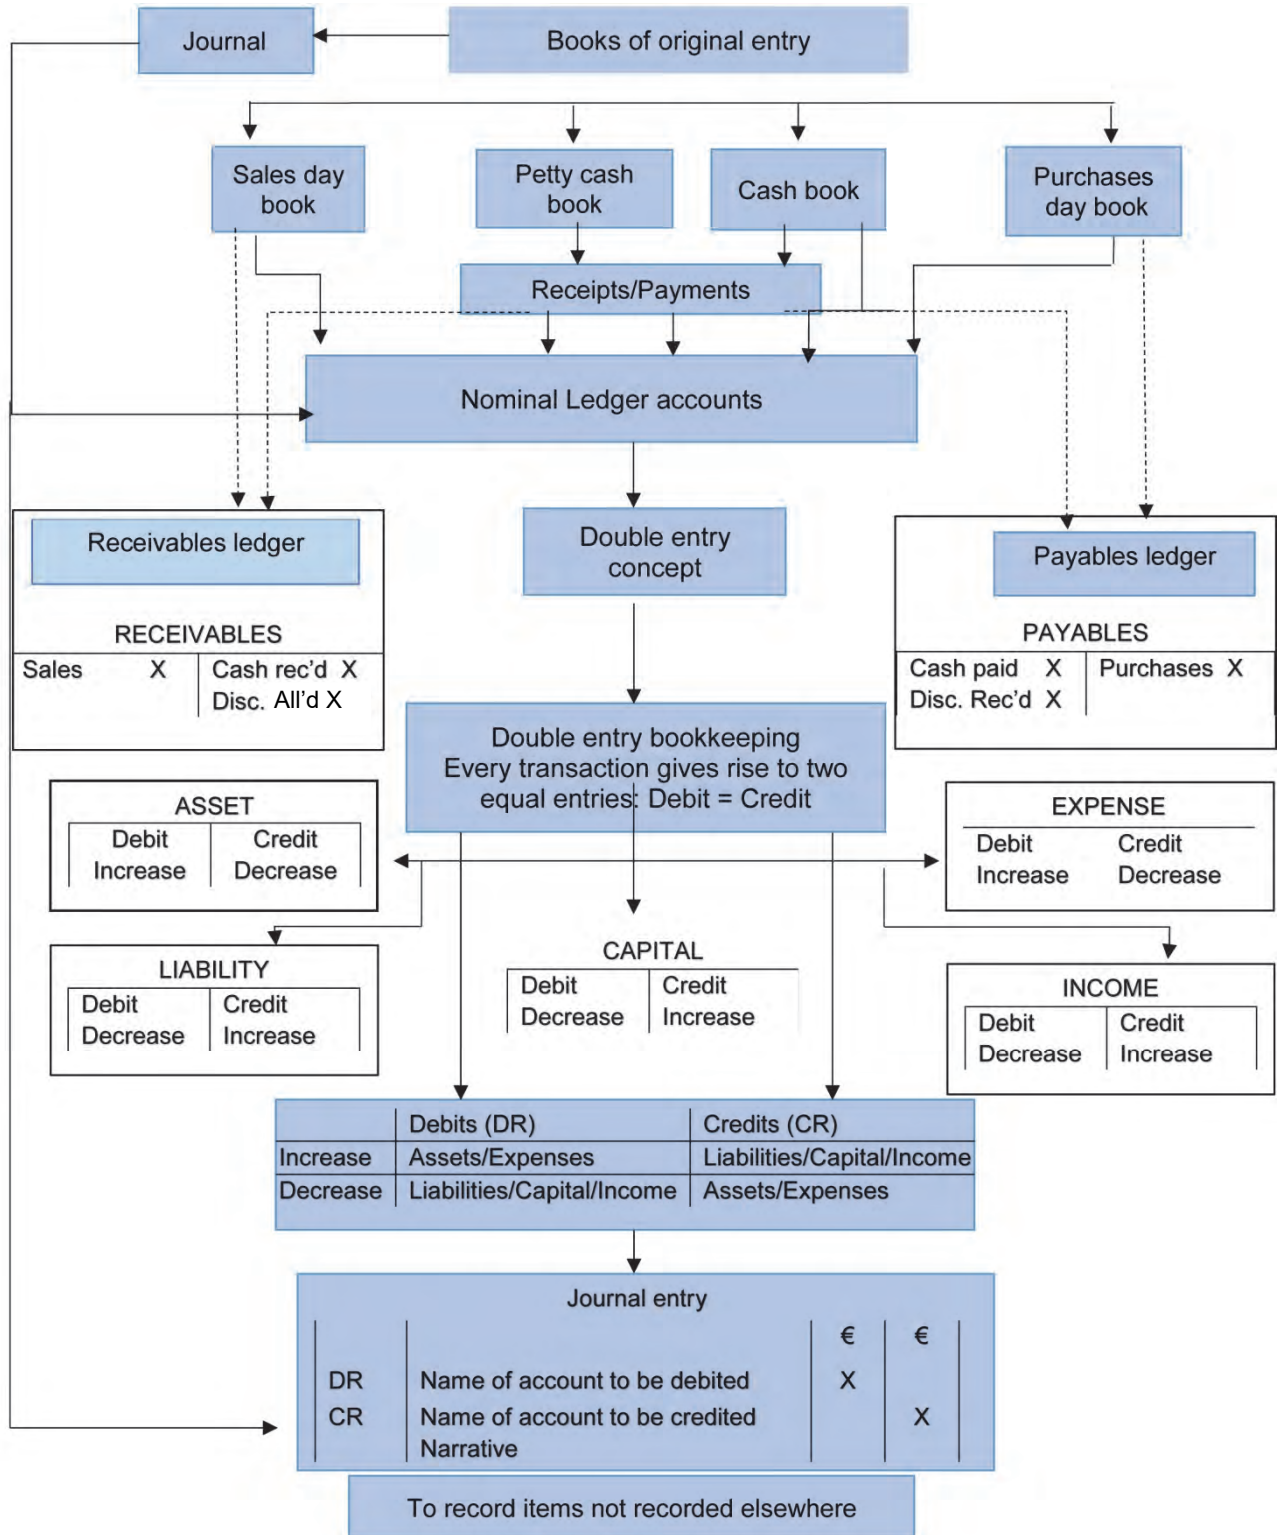 Journal
Books of original entry
Sales day
book
Petty cash
book
Cash book
Purchases
day book
Receipts/Payments
Nominal Ledger accounts
Receivables ledger
RECEIVABLES
Sales X Cash rec'd X
Disc. All'd X
Double entry
concept
Payables ledger
PAYABLES
Cash paid X Purchases X
Disc. Rec'd X
Double entry bookkeeping
Every transaction gives rise to two
equal entries: Debit = Credit
ASSET
Debit Credit
Increase Decrease
EXPENSE
Debit Credit
Increase Decrease
LIABILITY
Debit Credit
Decrease Increase
CAPITAL
Debit Credit
Decrease Increase
INCOME
Debit Credit
Decrease Increase
Debits (DR) Credits (CR)
Increase Assets/Expenses Liabilities/Capital/Income
Decrease Liabilities/Capital/Income Assets/Expenses
Journal entry
€ €
DR Name of account to be debited X
CR Name of account to be credited X
Narrative
To record items not recorded elsewhere